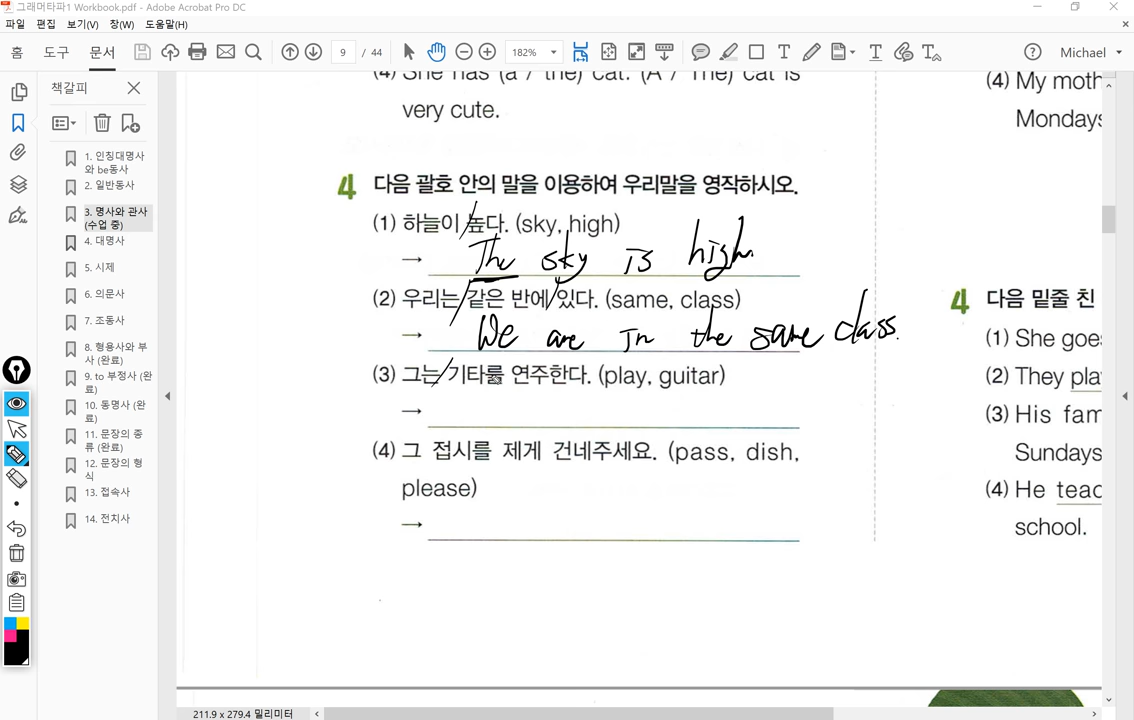 그래머타파1 Workbook.pdf - Adobe Acrobat Pro DC
파일 편집 보기(V) 창(W) 도움말(H)
홈 도구 문서
9 / 44
182%
Michael
책갈피
1. 인칭대명사
와 be동사
2. 일반동사
3. 명사와 관사
(수업 중)
4. 대명사
5. 시제
6. 의문사
7. 조동사
8. 형용사와 부
사 (완료)
9. to 부정사 (완
료)
10. 동명사 (완
료)
11. 문장의 종
류 (완료)
12. 문장의 형
식
13. 접속사
14. 전치사
(4) She has (a / the) cat. (A / The) cat is
very cute.
4 다음 괄호 안의 말을 이용하여 우리말을 영작하시오.
(1) 하늘이 높다. (sky, high)
→ The sky is high.
(2) 우리는 같은 반에 있다. (same, class)
→ We are in the same class.
(3) 그는 기타를 연주한다. (play, guitar)
→
(4) 그 접시를 제게 건네주세요. (pass, dish,
please)
→
(4) My moth
Mondays
4 다음 밑줄 친
(1) She goes
(2) They play
(3) His fam
Sundays
(4) He teac
school.
211.9 x 279.4 밀리미터